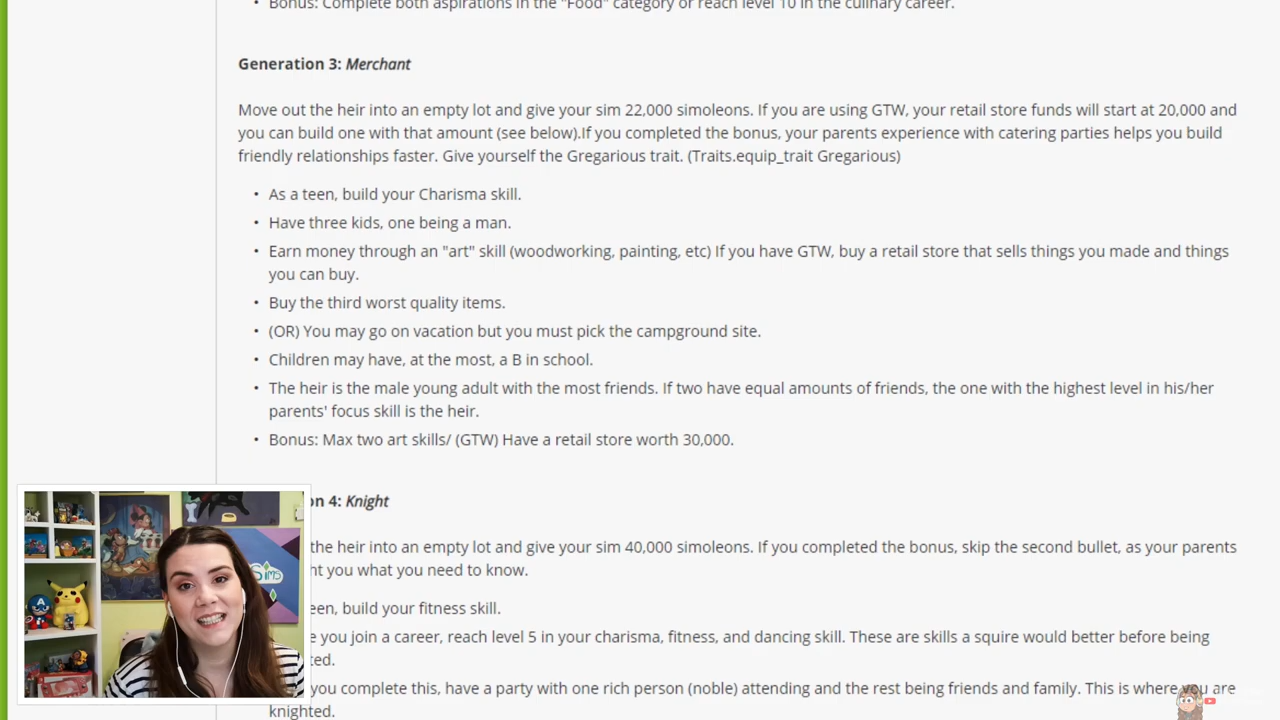 Bonus: Complete both aspirations in the "Food" category or reach level 10 in the culinary career.
Generation 3: Merchant
Move out the heir into an empty lot and give your sim 22,000 simoleons. If you are using GTW, your retail store funds will start at 20,000 and
you can build one with that amount (see below).If you completed the bonus, your parents experience with catering parties helps you build
friendly relationships faster. Give yourself the Gregarious trait. (Traits.equip_trait Gregarious)
As a teen, build your Charisma skill.
Have three kids, one being a man.
Earn money through an "art" skill (woodworking, painting, etc) If you have GTW, buy a retail store that sells things you made and things
you can buy.
Buy the third worst quality items.
(OR) You may go on vacation but you must pick the campground site.
Children may have, at the most, a B in school.
The heir is the male young adult with the most friends. If two have equal amounts of friends, the one with the highest level in his/her
parents' focus skill is the heir.
Bonus: Max two art skills/ (GTW) Have a retail store worth 30,000.
on 4: Knight
the heir into an empty lot and give your sim 40,000 simoleons. If you completed the bonus, skip the second bullet, as your parents
ht you what you need to know.
een, build your fitness skill.
e you join a career, reach level 5 in your charisma, fitness, and dancing skill. These are skills a squire would better before being
ted.
you complete this, have a party with one rich person (noble) attending and the rest being friends and family. This is where you are
knighted.
Sims